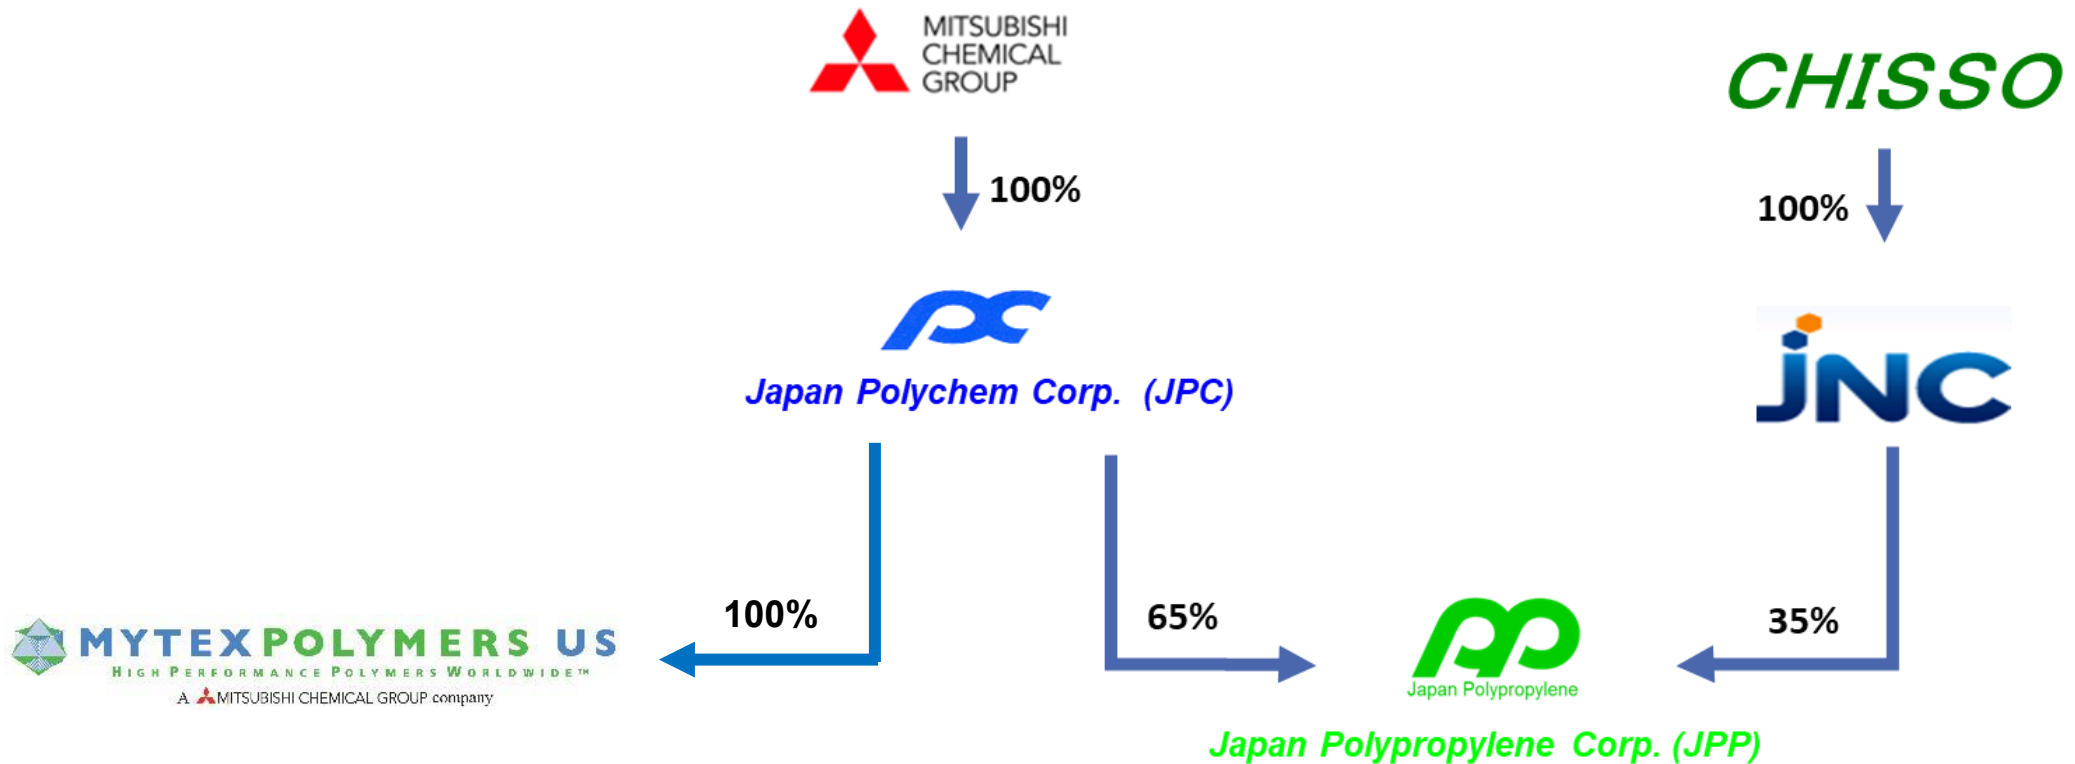 MITSUBISHI
CHEMICAL
GROUP
CHISSO
100%
100%
JNC
Japan Polychem Corp. (JPC)
100%
65%
35%
MYTEX POLYMERS US
HIGH PERFORMANCE POLYMERS WORLDWIDE™
A MITSUBISHI CHEMICAL GROUP company
Japan Polypropylene
Japan Polypropylene Corp. (JPP)